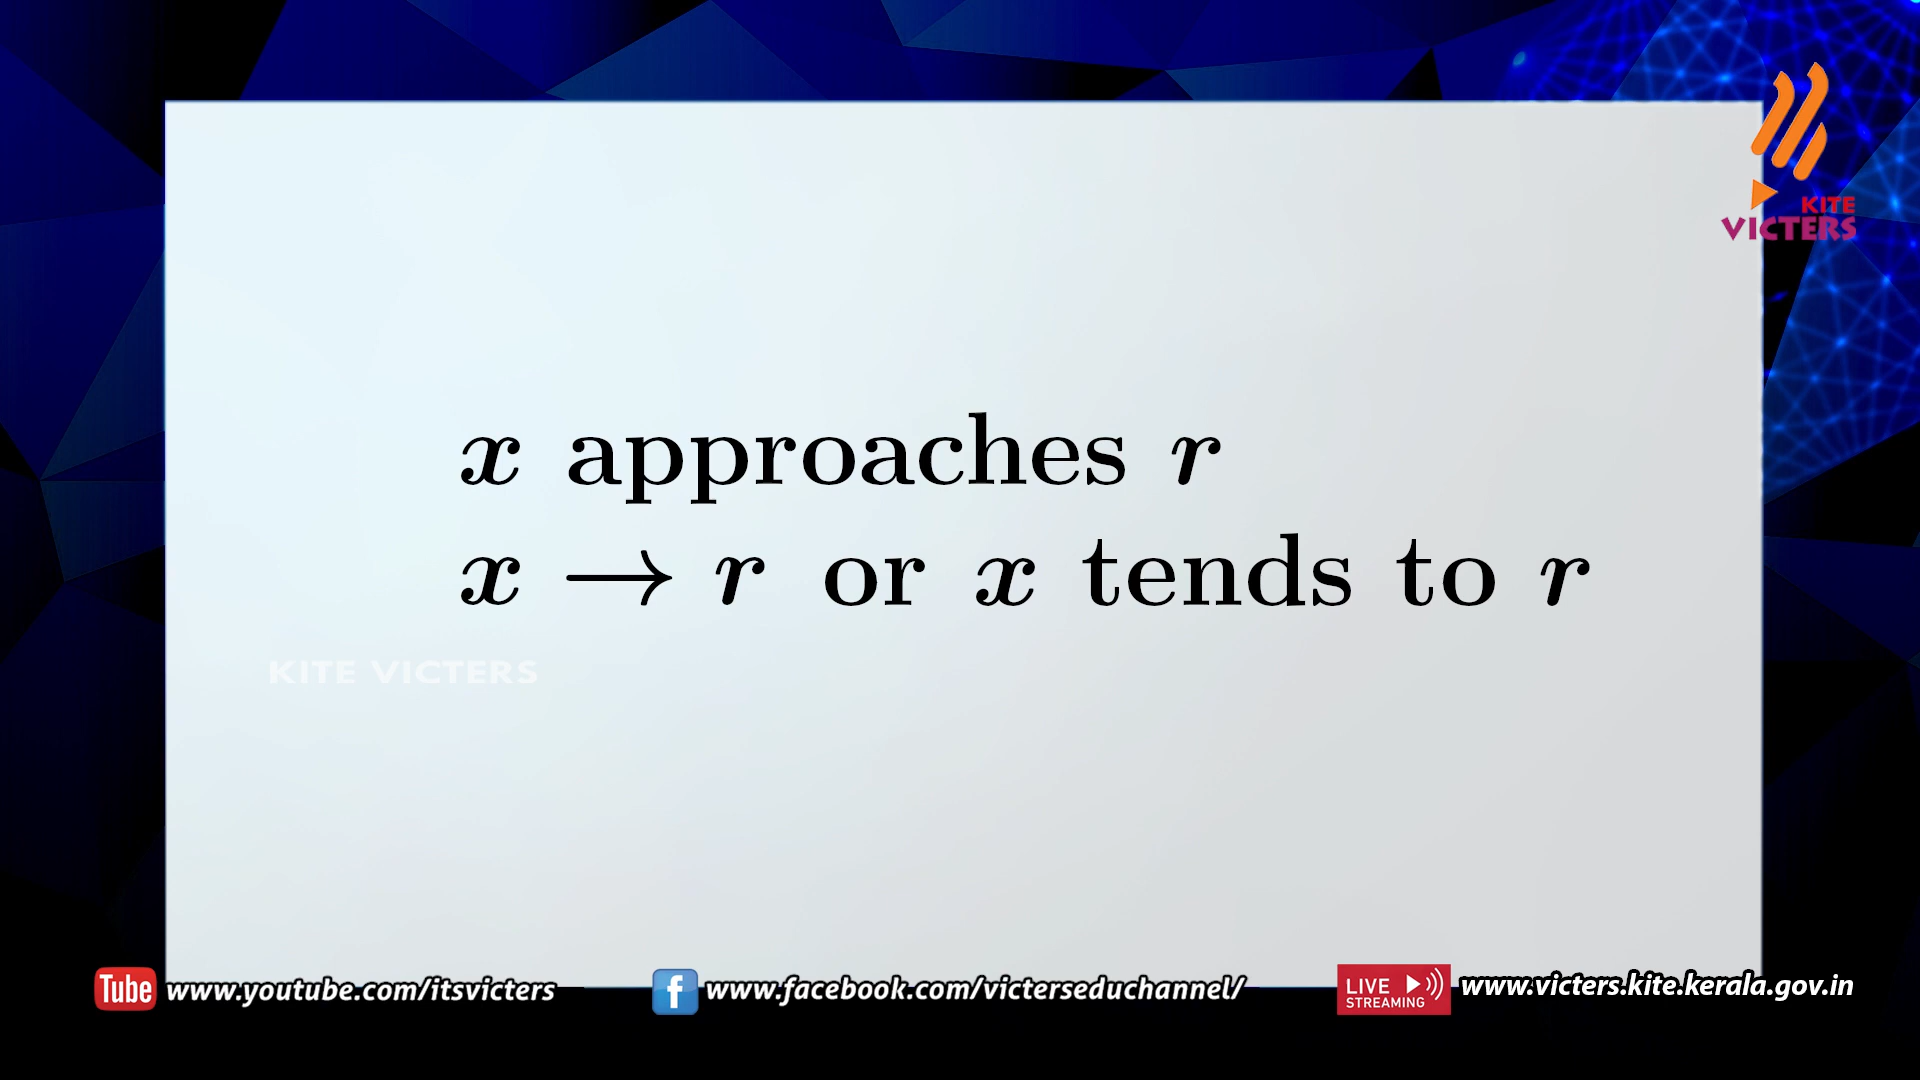 KITE
VICTERS
x approaches r
x → r or x tends to r
KITE VICTERS
Tube www.youtube.com/itsvicters
f www.facebook.com/victerseduchannel/
LIVE STREAMING www.victers.kite.kerala.gov.in